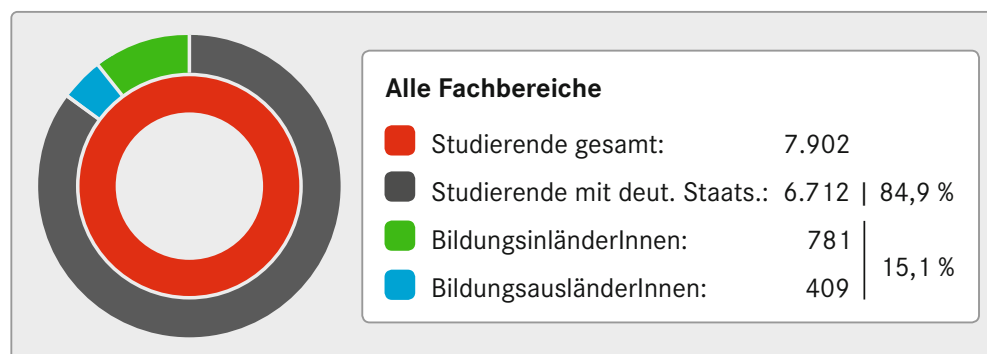 Alle Fachbereiche
Studierende gesamt: 7.902
Studierende mit deut. Staats.: 6.712 | 84,9 %
BildungsinländerInnen: 781
15,1 %
BildungsausländerInnen: 409